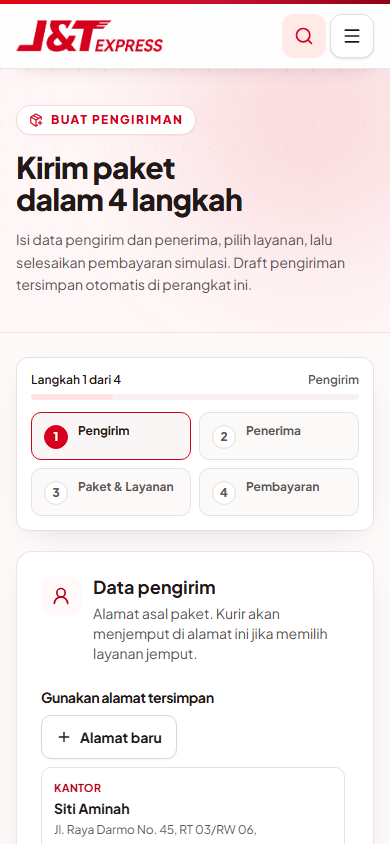 J&T EXPRESS
BUAT PENGIRIMAN
Kirim paket
dalam 4 langkah
Isi data pengirim dan penerima, pilih layanan, lalu
selesaikan pembayaran simulasi. Draft pengiriman
tersimpan otomatis di perangkat ini.
Langkah 1 dari 4
Pengirim
1 Pengirim
2 Penerima
3 Paket & Layanan
4 Pembayaran
Data pengirim
Alamat asal paket. Kurir akan
menjemput di alamat ini jika memilih
layanan jemput.
Gunakan alamat tersimpan
+ Alamat baru
KANTOR
Siti Aminah
Jl. Raya Darmo No. 45, RT 03/RW 06,